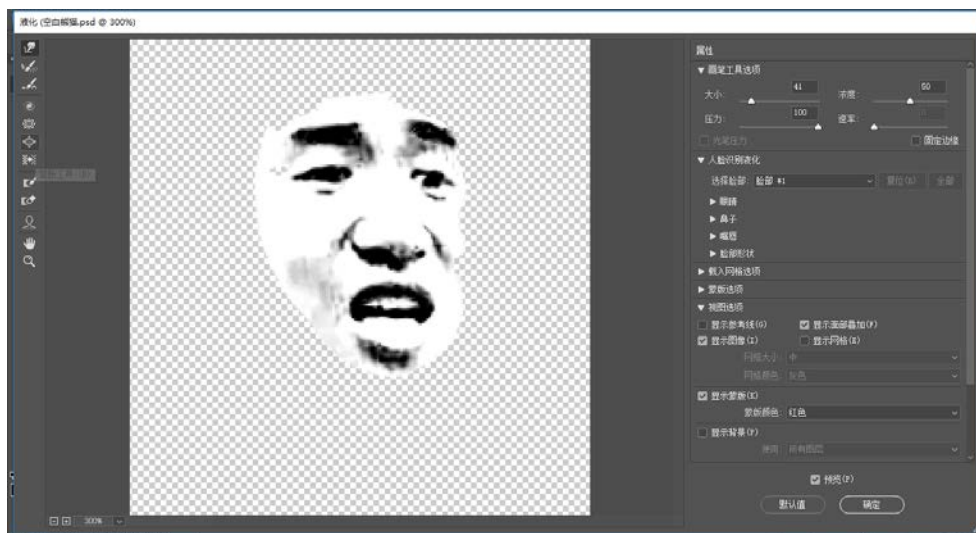 液化 (空白熊猫.psd @ 300%)
属性
▼ 画笔工具选项
大小: 41 浓度: 50
压力: 100 速率: 0
光笔压力 固定边缘
▼ 人脸识别液化
选择脸部: 脸部 #1 复位(R) 全部
▶ 眼睛
▶ 鼻子
▶ 嘴唇
▶ 脸部形状
▶ 载入网格选项
▶ 蒙版选项
▼ 视图选项
显示参考线(G) 显示面部叠加(F)
显示图像(I) 显示网格(E)
网格大小: 中
网格颜色: 灰色
显示蒙版(K)
蒙版颜色: 红色
显示背景(P)
使用: 所有图层
预览(P)
默认值 确定
300%